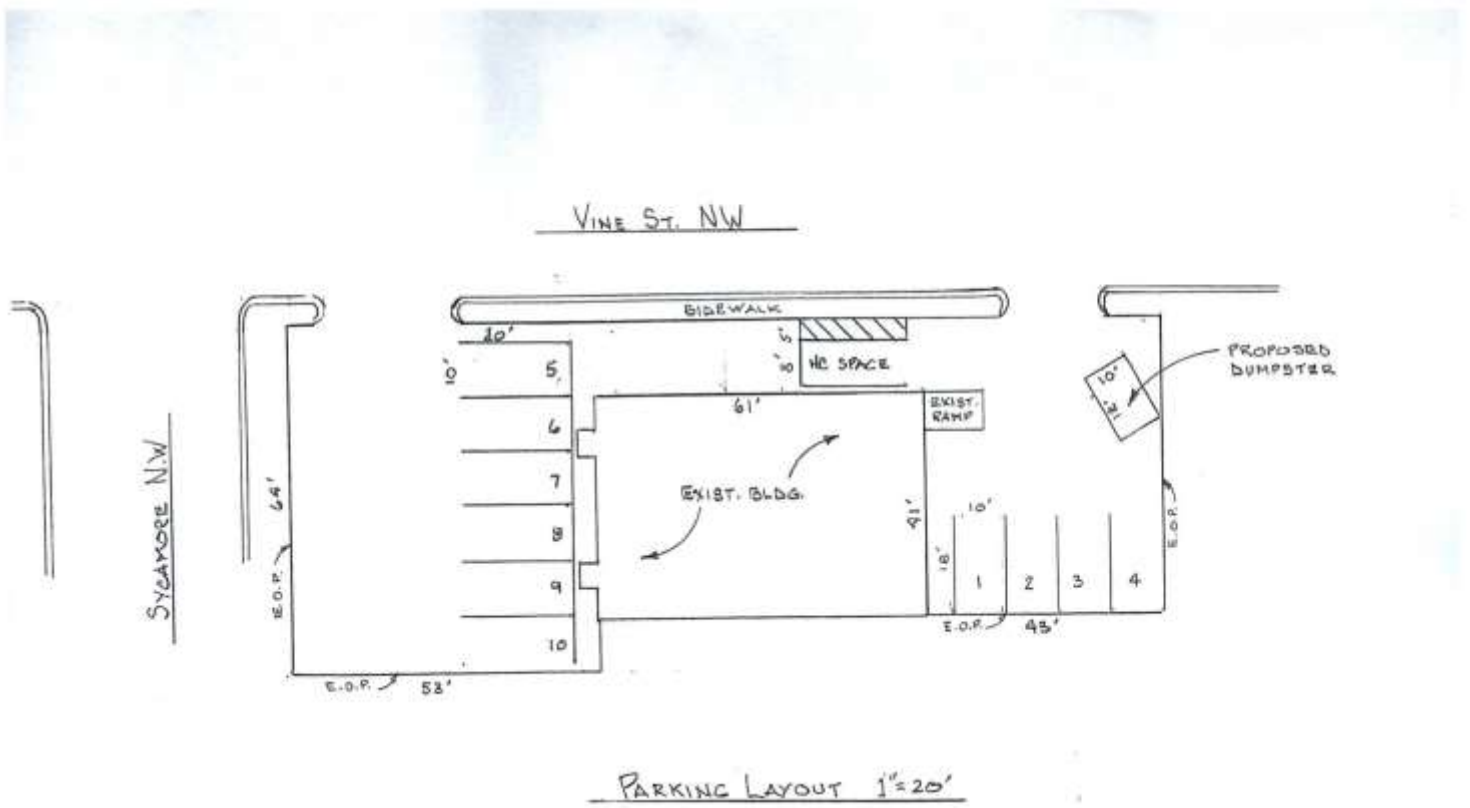 VINE ST. NW
SIDEWALK
20'
5'
HC SPACE
10'
5
PROPOSED
DUMPSTER
10'
12'
61'
EXIST.
RAMP
6
SYCAMORE N.W
64'
7
EXIST. BLDG.
41'
10'
E.O.P.
8
18'
1
2
3
4
E.O.P.
9
10
E.O.P.
43'
E.O.P.
53'
PARKING LAYOUT 1"=20'